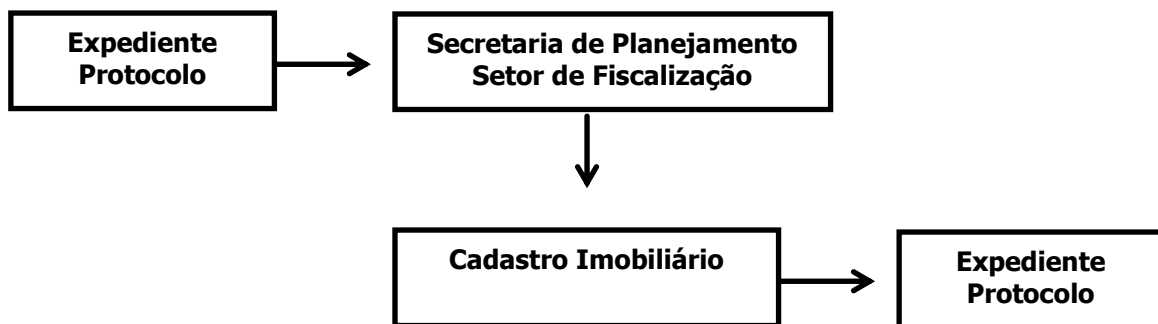 Expediente
Protocolo
Secretaria de Planejamento
Setor de Fiscalização
Cadastro Imobiliário
Expediente
Protocolo